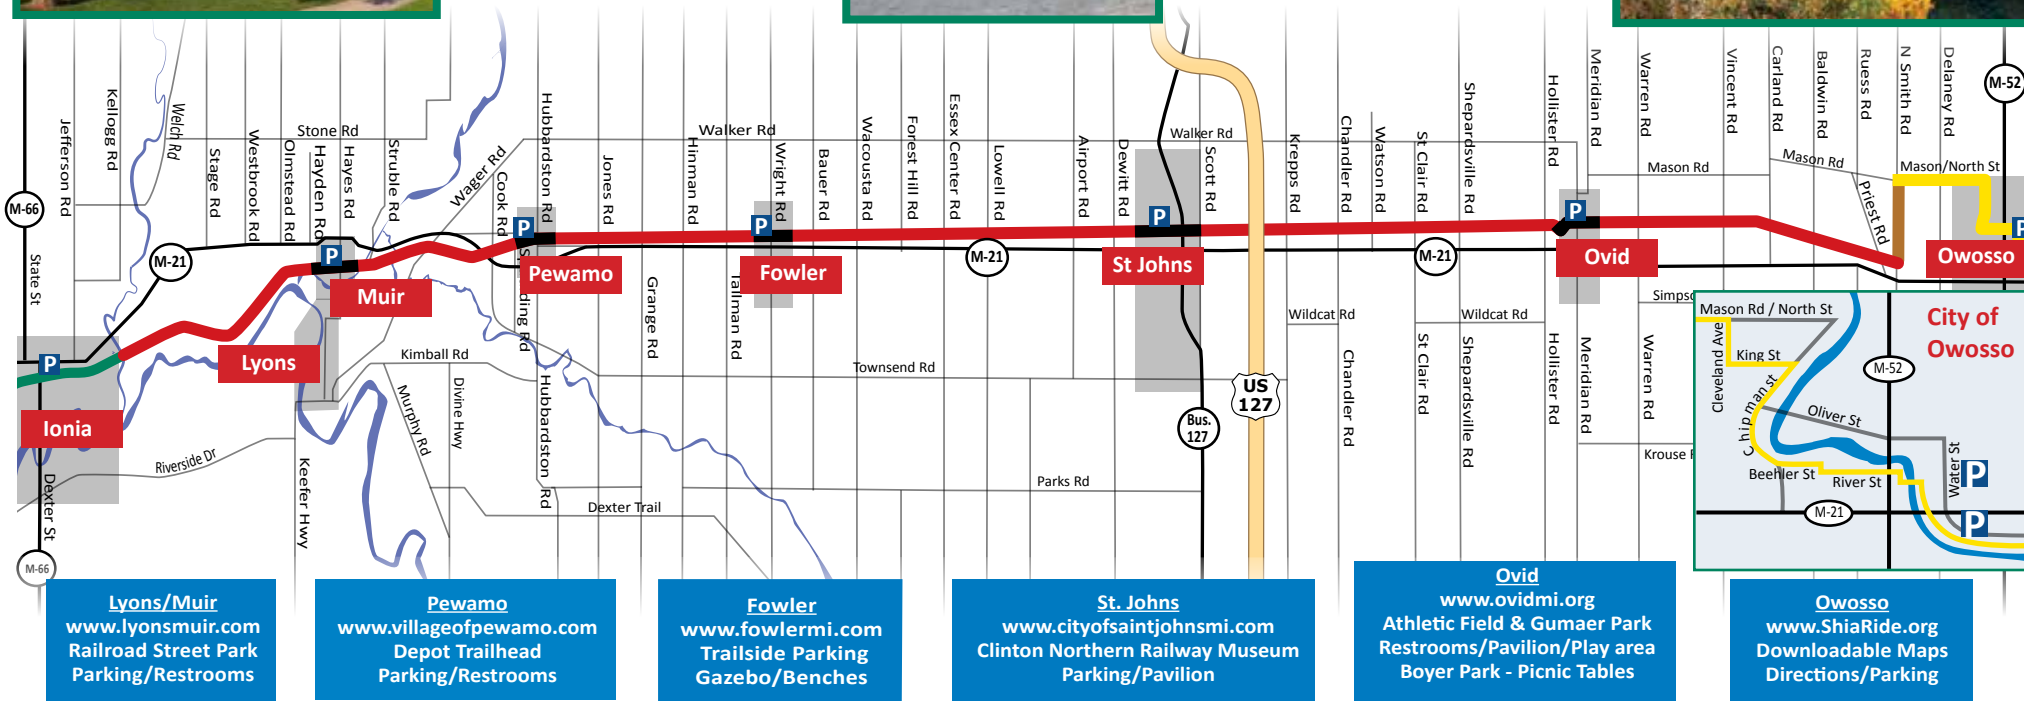 Jefferson Rd
Kellogg Rd
Welch Rd
Stage Rd
Westbrook Rd
Olmstead Rd
Hayden Rd
Hayes Rd
Struble Rd
Stone Rd
Wager Rd
Cook Rd
Hubbardston Rd
Jones Rd
Hinman Rd
Walker Rd
Wright Rd
Bauer Rd
Wacousta Rd
Forest Hill Rd
Essex Center Rd
Lowell Rd
Airport Rd
Dewitt Rd
Walker Rd
Scott Rd
Krepps Rd
Chandler Rd
Watson Rd
St Clair Rd
Shepardsville Rd
Hollister Rd
Meridian Rd
Warren Rd
Mason Rd
Vincent Rd
Carland Rd
Baldwin Rd
Mason Rd
Ruess Rd
Priest Rd
N Smith Rd
Delaney Rd
Mason/North St
M-52
M-66
State St
M-21
P
P
P
P
P
P
P
M-21
M-21
Ionia
Lyons
Muir
Pewamo
Fowler
St Johns
Ovid
Owosso
Grange Rd
Tallman Rd
Kimball Rd
Townsend Rd
Wildcat Rd
Wildcat Rd
Murphy Rd
Divine Hwy
Hubbardston Rd
Riverside Dr
Keefer Hwy
Dexter St
M-66
Dexter Trail
Parks Rd
Bus.
127
US
127
Chandler Rd
St Clair Rd
Shepardsville Rd
Hollister Rd
Meridian Rd
Warren Rd
Mason Rd / North St
City of
Owosso
Cleveland Ave
King St
M-52
Chipman st
Oliver St
Beehler St
River St
Water St
P
M-21
P
Lyons/Muir
www.lyonsmuir.com
Railroad Street Park
Parking/Restrooms
Pewamo
www.villageofpewamo.com
Depot Trailhead
Parking/Restrooms
Fowler
www.fowlermi.com
Trailside Parking
Gazebo/Benches
St. Johns
www.cityofsaintjohnsmi.com
Clinton Northern Railway Museum
Parking/Pavilion
Ovid
www.ovidmi.org
Athletic Field & Gumaer Park
Restrooms/Pavilion/Play area
Boyer Park - Picnic Tables
Owosso
www.ShiaRide.org
Downloadable Maps
Directions/Parking